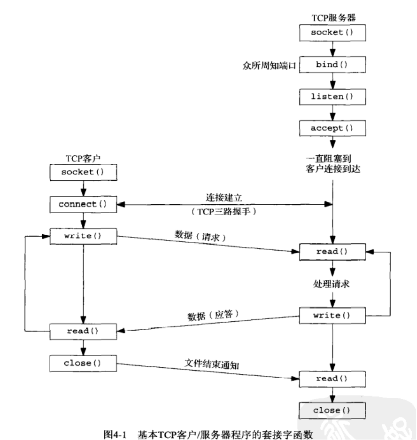 TCP服务器
socket()
众所周知端口
bind()
listen()
accept()
一直阻塞到
客户连接到达
TCP客户
socket()
connect()
连接建立
（TCP三路握手）
write()
数据（请求）
read()
处理请求
write()
数据（应答）
read()
close()
文件结束通知
read()
close()
图4-1 基本TCP客户/服务器程序的套接字函数